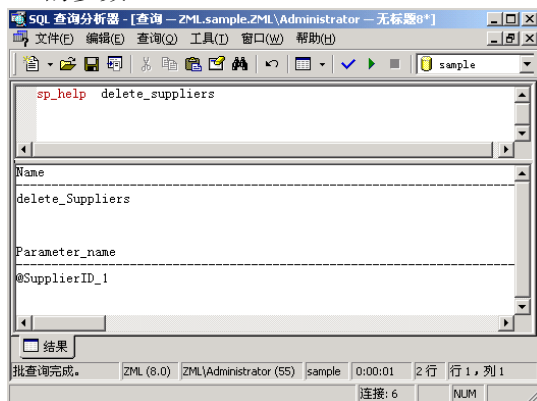 SQL 查询分析器 - [查询 — ZML.sample.ZML\Administrator — 无标题8*]
文件(F) 编辑(E) 查询(Q) 工具(T) 窗口(W) 帮助(H)
sample
sp_help delete_suppliers
Name
delete_Suppliers
Parameter_name
@SupplierID_1
结果
批查询完成。 ZML (8.0) ZML\Administrator (55) sample 0:00:01 2 行 行 1, 列 1
连接: 6 NUM